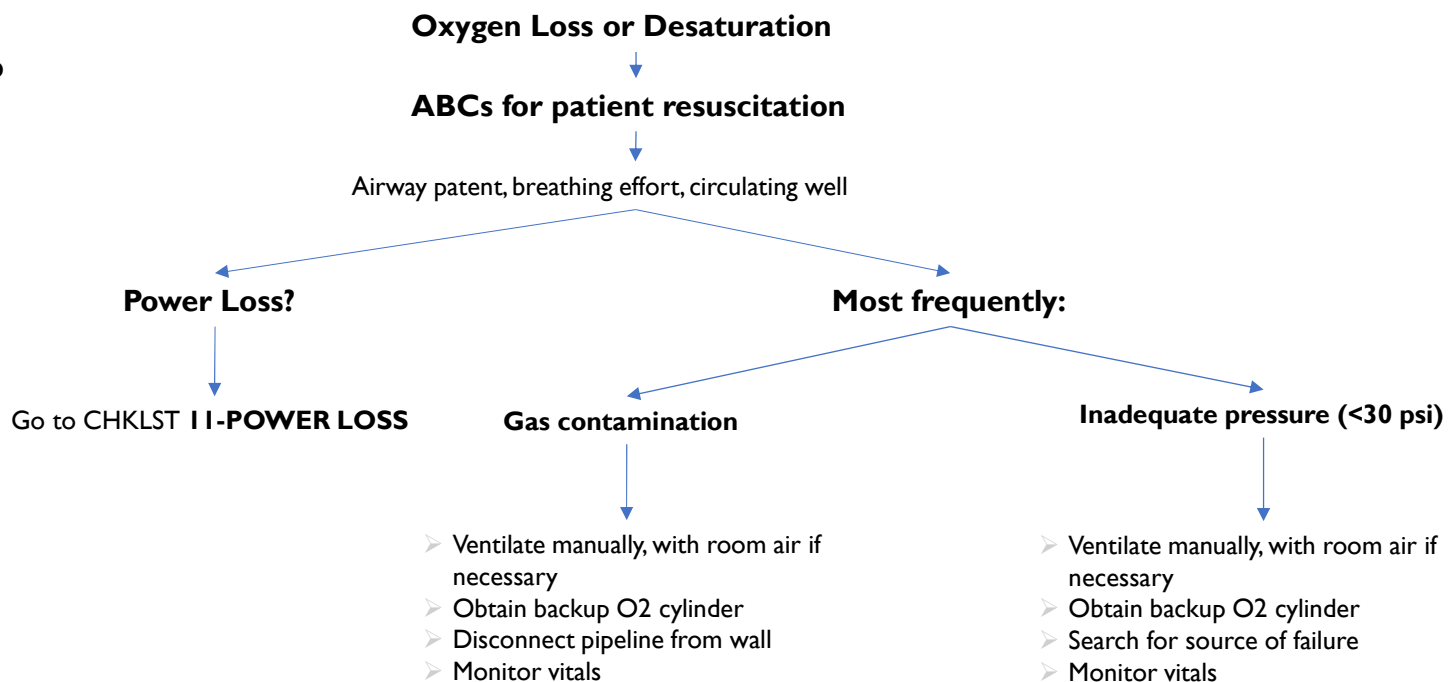 Oxygen Loss or Desaturation
ABCs for patient resuscitation
Airway patent, breathing effort, circulating well
Power Loss?
Most frequently:
Go to CHKLST 11-POWER LOSS
Gas contamination
Inadequate pressure (<30 psi)
Ventilate manually, with room air if
necessary
Obtain backup O2 cylinder
Disconnect pipeline from wall
Monitor vitals
Ventilate manually, with room air if
necessary
Obtain backup O2 cylinder
Search for source of failure
Monitor vitals